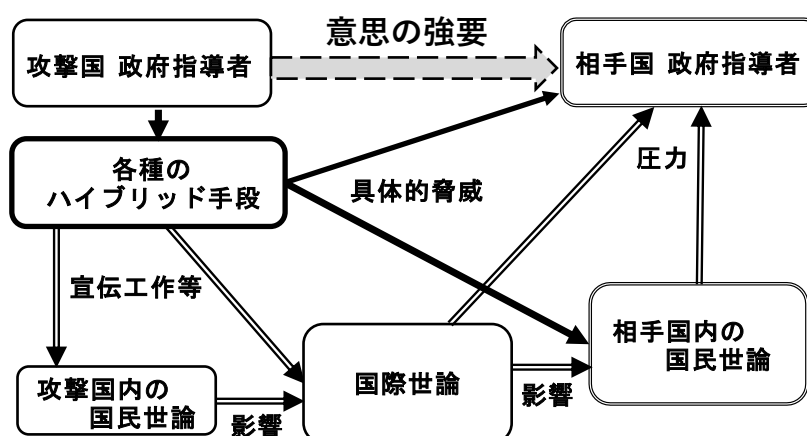 意思の強要
攻撃国 政府指導者
相手国 政府指導者
各種の
ハイブリッド手段
圧力
具体的脅威
宣伝工作等
相手国内の
国民世論
国際世論
攻撃国内の
国民世論
影響
影響